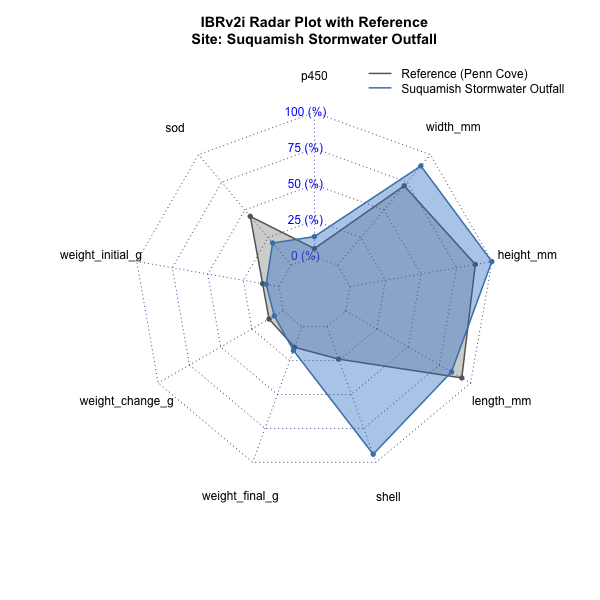 IBRv2i Radar Plot with Reference
Site: Suquamish Stormwater Outfall
p450
Reference (Penn Cove)
Suquamish Stormwater Outfall
100 (%)
sod
width_mm
75 (%)
50 (%)
25 (%)
weight_initial_g
0 (%)
height_mm
weight_change_g
length_mm
weight_final_g
shell